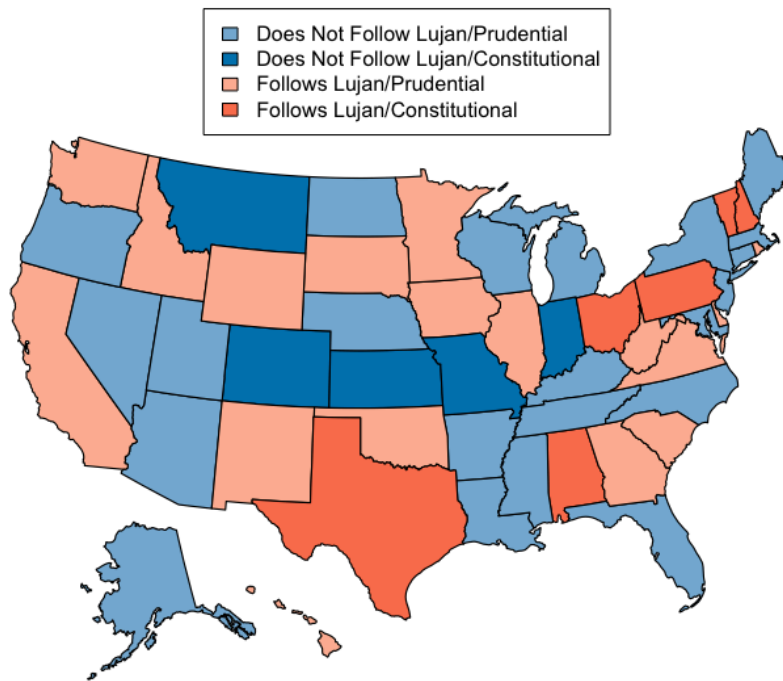 Does Not Follow Lujan/Prudential
Does Not Follow Lujan/Constitutional
Follows Lujan/Prudential
Follows Lujan/Constitutional